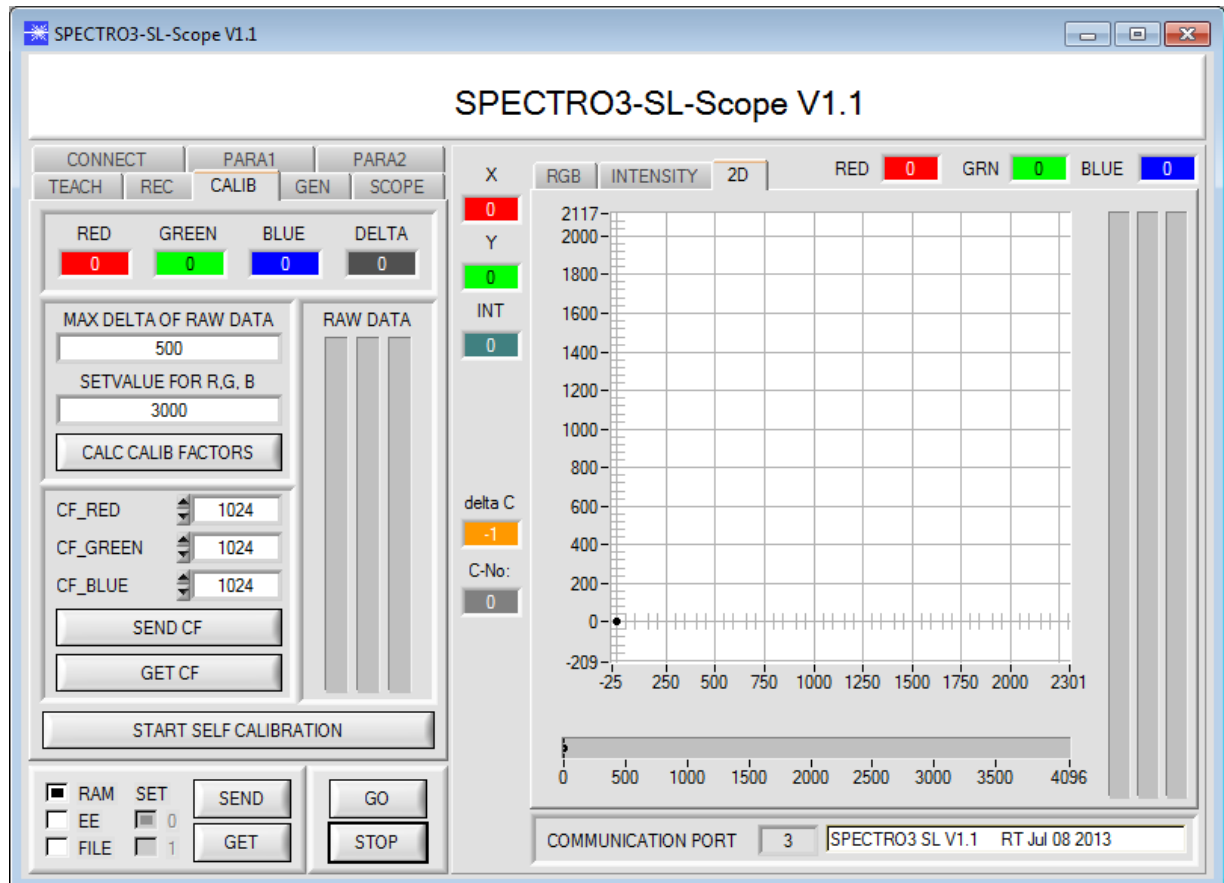 SPECTRO3-SL-Scope V1.1
SPECTRO3-SL-Scope V1.1
CONNECT PARA1 PARA2
TEACH REC CALIB GEN SCOPE
RED GREEN BLUE DELTA
0 0 0 0
MAX DELTA OF RAW DATA
500
SETVALUE FOR R,G, B
3000
CALC CALIB FACTORS
RAW DATA
CF_RED 1024
CF_GREEN 1024
CF_BLUE 1024
SEND CF
GET CF
START SELF CALIBRATION
RAM SET
EE 0
FILE 1
SEND
GET
GO
STOP
X
0
Y
0
INT
0
delta C
-1
C-No:
0
RGB INTENSITY 2D
RED 0 GRN 0 BLUE 0
2117
2000
1800
1600
1400
1200
1000
800
600
400
200
0
-209
-25 250 500 750 1000 1250 1500 1750 2000 2301
0 500 1000 1500 2000 2500 3000 3500 4096
COMMUNICATION PORT 3 SPECTRO3 SL V1.1 RT Jul 08 2013